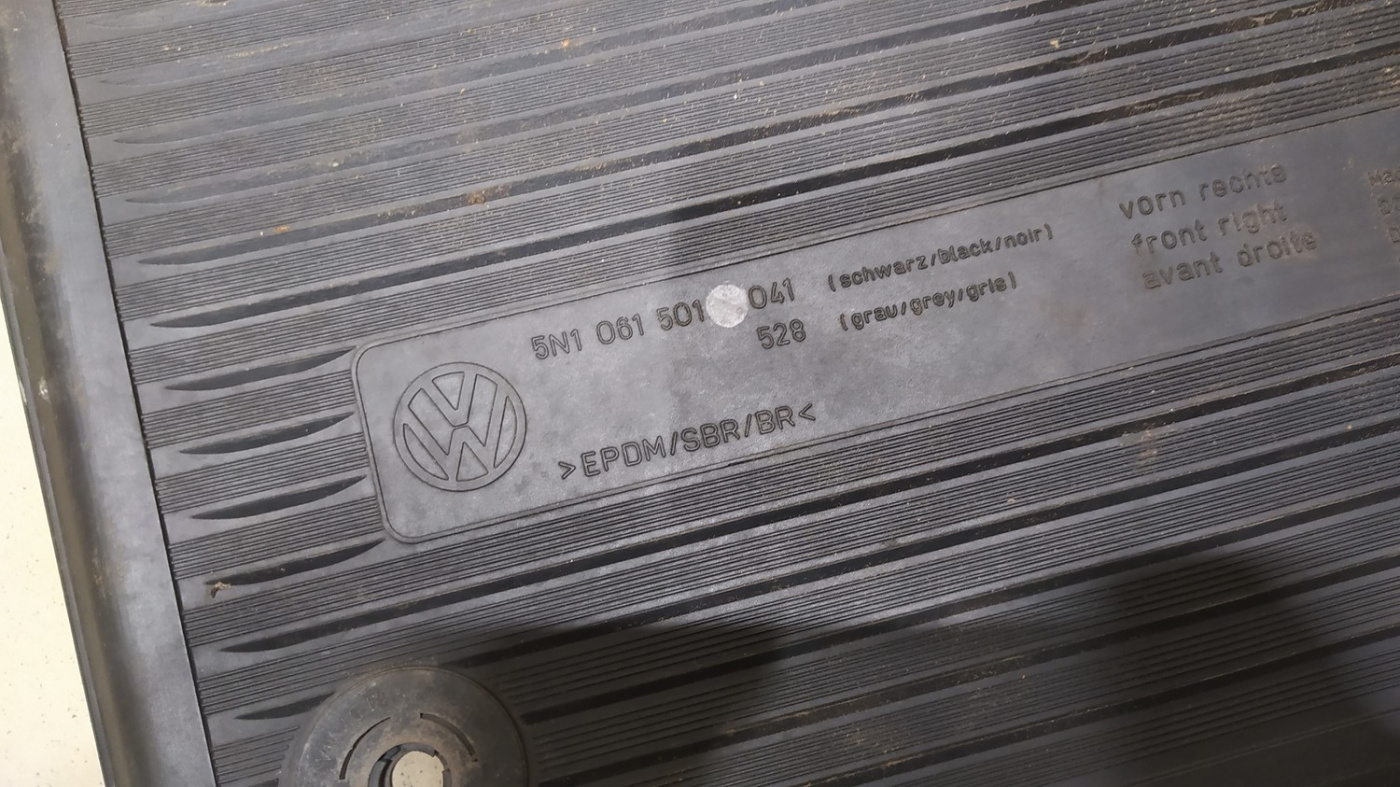 5N1 061 501 041 (schwarz/black/noir)
528 (grau/grey/gris)
>EPDM/SBR/BR<
vorn rechts
front right
avant droite